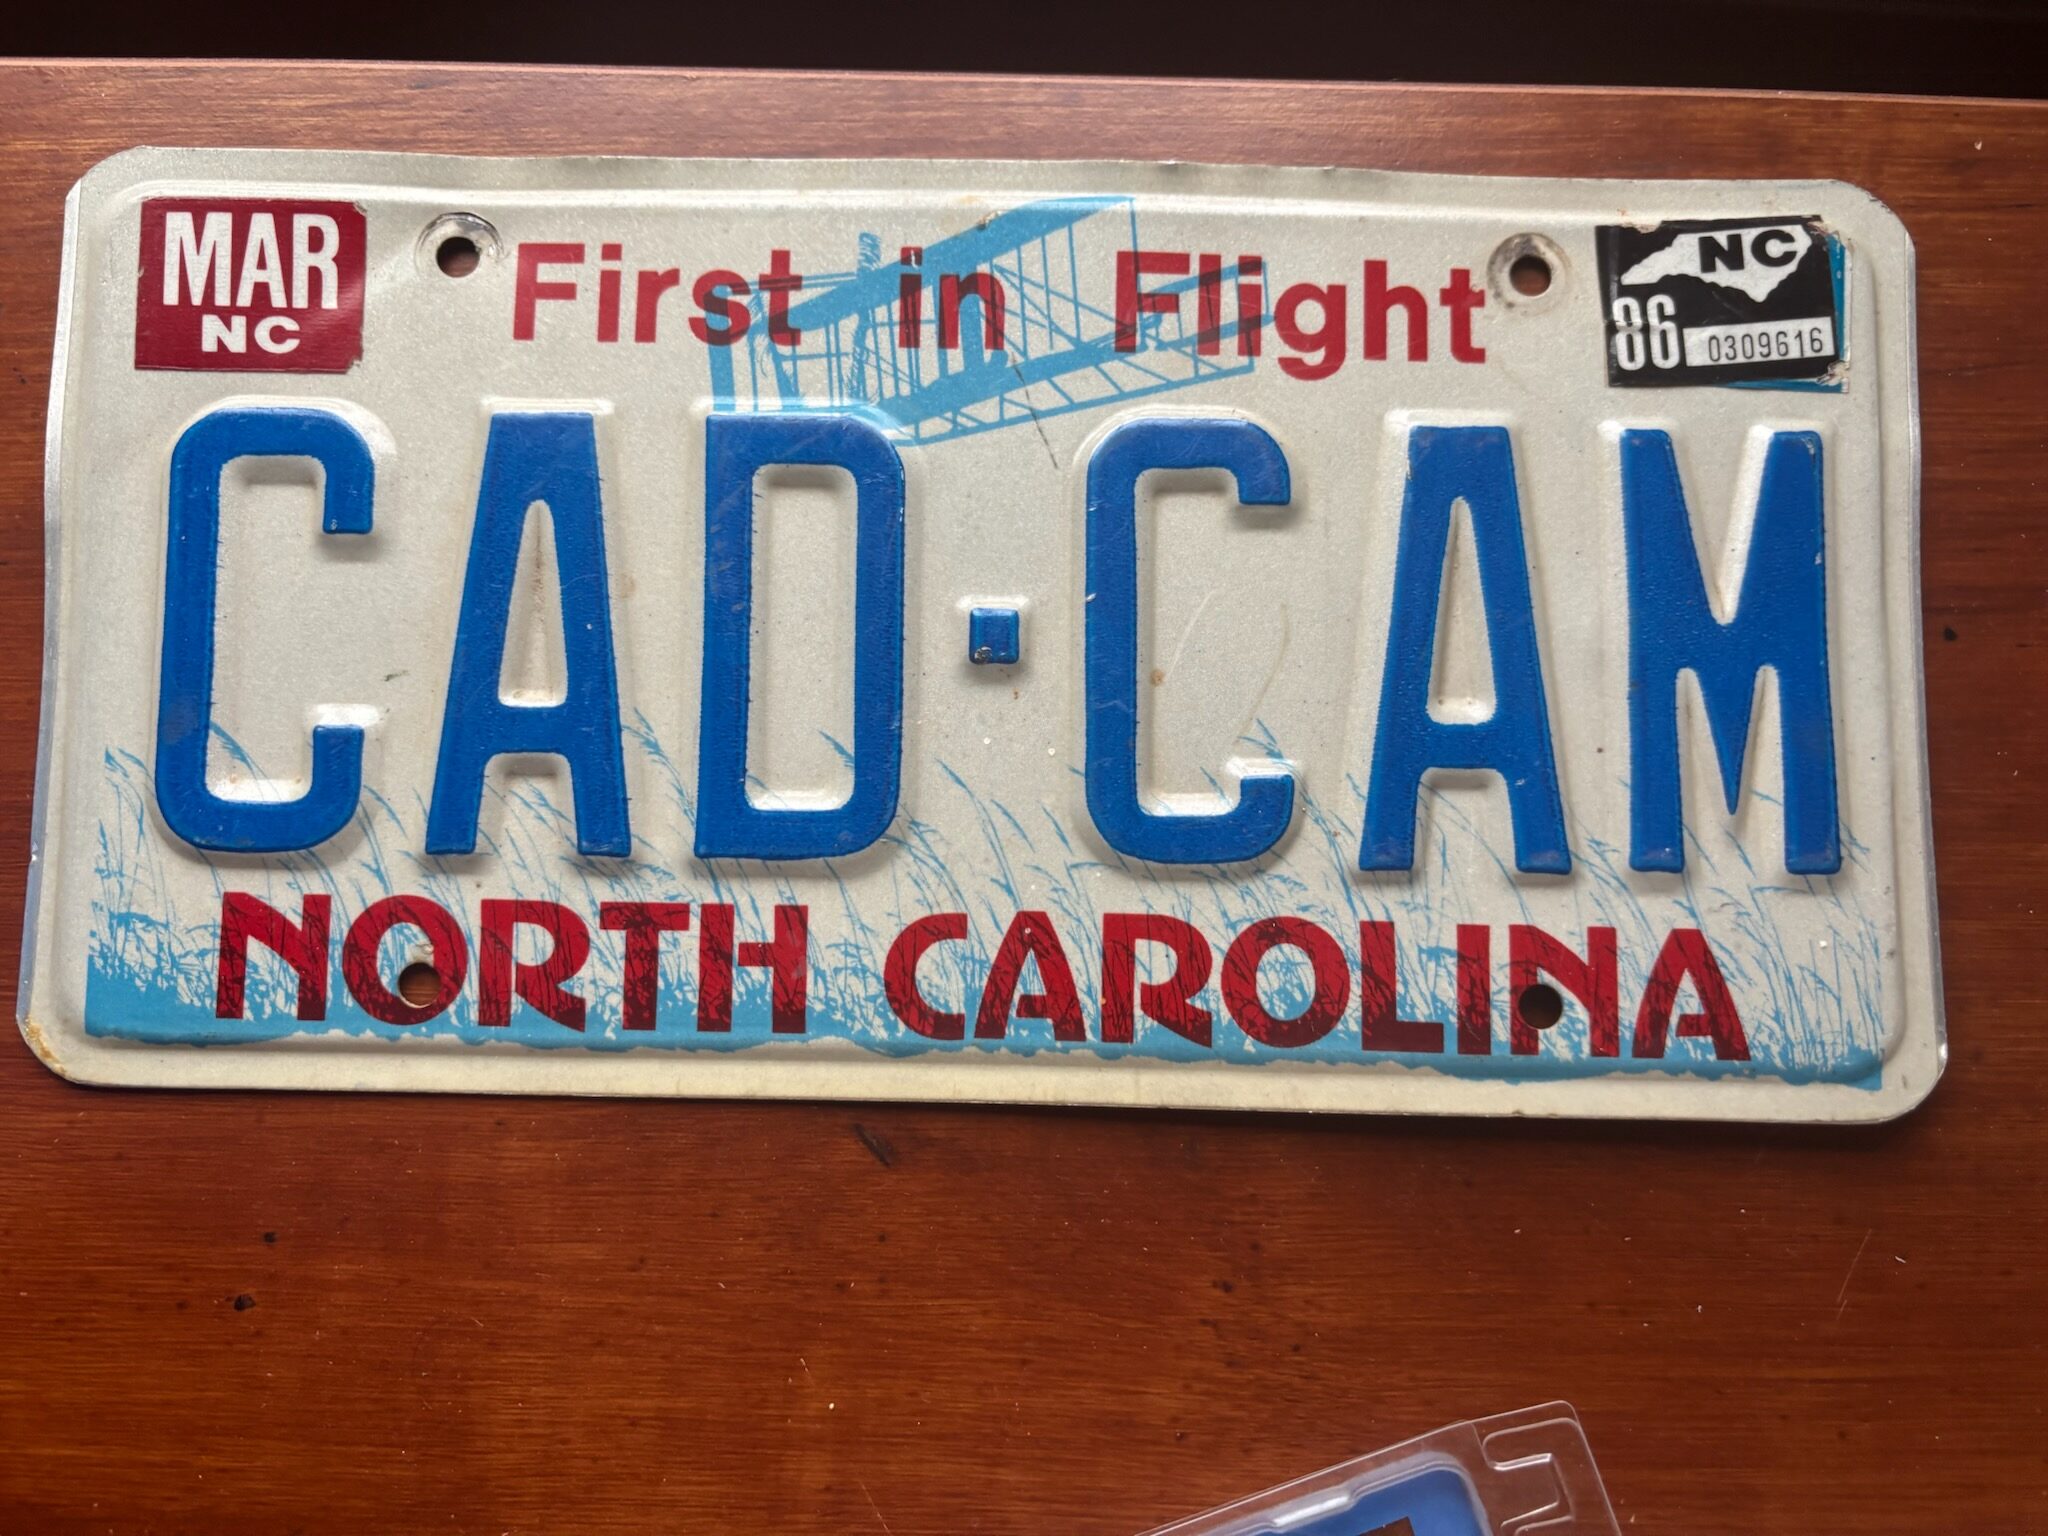 MAR
NC
First in Flight
NC
86 0309616
CAD-CAM
NORTH CAROLINA